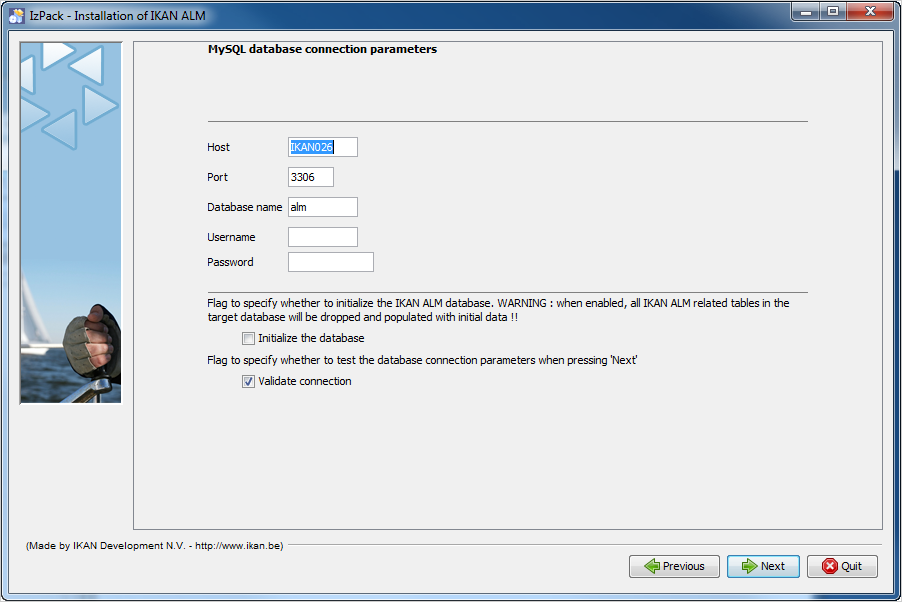 IzPack - Installation of IKAN ALM
MySQL database connection parameters
Host IKAN026
Port 3306
Database name alm
Username
Password
Flag to specify whether to initialize the IKAN ALM database. WARNING : when enabled, all IKAN ALM related tables in the
target database will be dropped and populated with initial data !!
Initialize the database
Flag to specify whether to test the database connection parameters when pressing 'Next'
Validate connection
(Made by IKAN Development N.V. - http://www.ikan.be)
Previous Next Quit